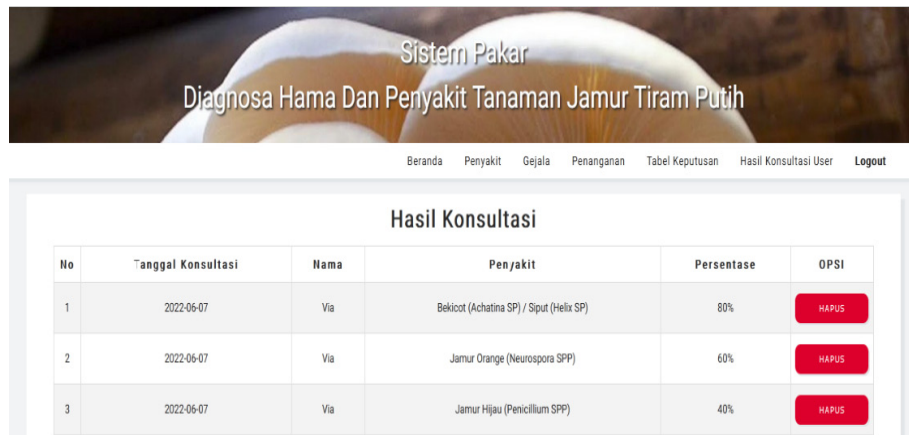 Sistem Pakar
Diagnosa Hama Dan Penyakit Tanaman Jamur Tiram Putih
Beranda Penyakit Gejala Penanganan Tabel Keputusan Hasil Konsultasi User Logout
Hasil Konsultasi
No Tanggal Konsultasi Nama Penyakit Persentase OPSI
1 2022-06-07 Via Bekicot (Achatina SP) / Siput (Helix SP) 80% HAPUS
2 2022-06-07 Via Jamur Orange (Neurospora SPP) 60% HAPUS
3 2022-06-07 Via Jamur Hijau (Penicillium SPP) 40% HAPUS